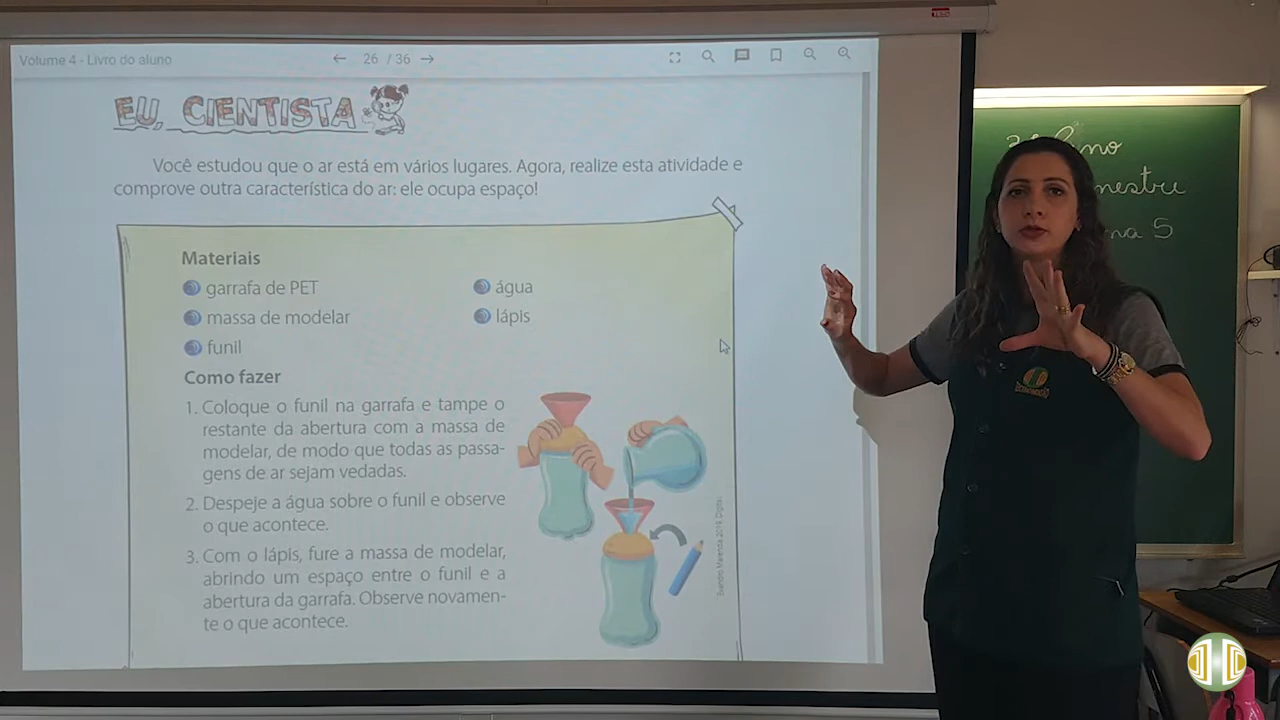 Volume 4 - Livro do aluno
26 / 36
EU, CIENTISTA
Você estudou que o ar está em vários lugares. Agora, realize esta atividade e
comprove outra característica do ar: ele ocupa espaço!
Materiais
garrafa de PET
água
massa de modelar
lápis
funil
Como fazer
1. Coloque o funil na garrafa e tampe o
restante da abertura com a massa de
modelar, de modo que todas as passa-
gens de ar sejam vedadas.
2. Despeje a água sobre o funil e observe
o que acontece.
3. Com o lápis, fure a massa de modelar,
abrindo um espaço entre o funil e a
abertura da garrafa. Observe novamen-
te o que acontece.
3º Ano
mestre
5